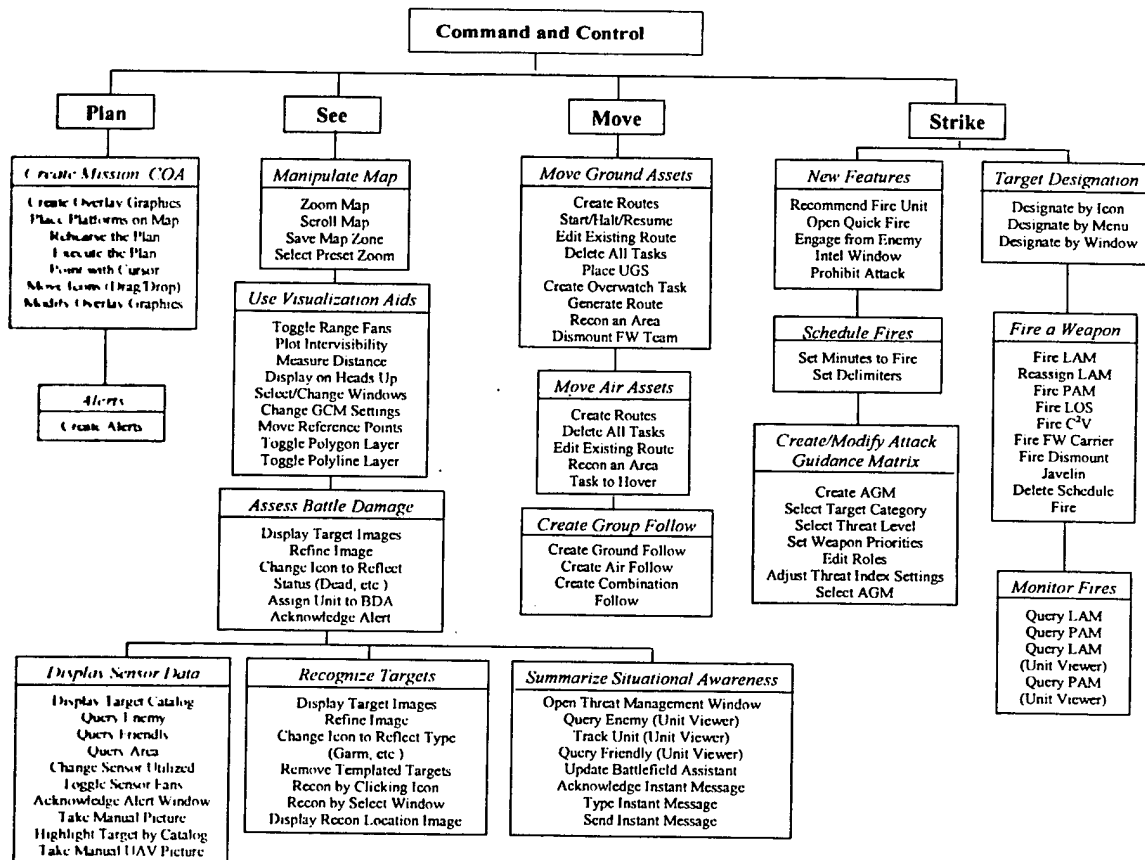 Command and Control
Plan
Create Mission COA
Create Overlay Graphics
Place Platforms on Map
Rehearse the Plan
Execute the Plan
Point with Cursor
Move Icons (Drag/Drop)
Modify Overlay Graphics
Alerts
Create Alerts
See
Manipulate Map
Zoom Map
Scroll Map
Save Map Zone
Select Preset Zoom
Use Visualization Aids
Toggle Range Fans
Plot Intervisibility
Measure Distance
Display on Heads Up
Select/Change Windows
Change GCM Settings
Move Reference Points
Toggle Polygon Layer
Toggle Polyline Layer
Assess Battle Damage
Display Target Images
Refine Image
Change Icon to Reflect
Status (Dead, etc )
Assign Unit to BDA
Acknowledge Alert
Display Sensor Data
Display Target Catalog
Query Enemy
Query Friendly
Query Area
Change Sensor Utilized
Toggle Sensor Fans
Acknowledge Alert Window
Take Manual Picture
Highlight Target by Catalog
Take Manual UAV Picture
Recognize Targets
Display Target Images
Refine Image
Change Icon to Reflect Type
(Garm, etc )
Remove Templated Targets
Recon by Clicking Icon
Recon by Select Window
Display Recon Location Image
Summarize Situational Awareness
Open Threat Management Window
Query Enemy (Unit Viewer)
Track Unit (Unit Viewer)
Query Friendly (Unit Viewer)
Update Battlefield Assistant
Acknowledge Instant Message
Type Instant Message
Send Instant Message
Move
Move Ground Assets
Create Routes
Start/Halt/Resume
Edit Existing Route
Delete All Tasks
Place UGS
Create Overwatch Task
Generate Route
Recon an Area
Dismount FW Team
Move Air Assets
Create Routes
Delete All Tasks
Edit Existing Route
Recon an Area
Task to Hover
Create Group Follow
Create Ground Follow
Create Air Follow
Create Combination
Follow
Strike
New Features
Recommend Fire Unit
Open Quick Fire
Engage from Enemy
Intel Window
Prohibit Attack
Schedule Fires
Set Minutes to Fire
Set Delimiters
Create/Modify Attack
Guidance Matrix
Create AGM
Select Target Category
Select Threat Level
Set Weapon Priorities
Edit Roles
Adjust Threat Index Settings
Select AGM
Target Designation
Designate by Icon
Designate by Menu
Designate by Window
Fire a Weapon
Fire LAM
Reassign LAM
Fire PAM
Fire LOS
Fire C²V
Fire FW Carrier
Fire Dismount
Javelin
Delete Schedule
Fire
Monitor Fires
Query LAM
Query PAM
Query LAM
(Unit Viewer)
Query PAM
(Unit Viewer)